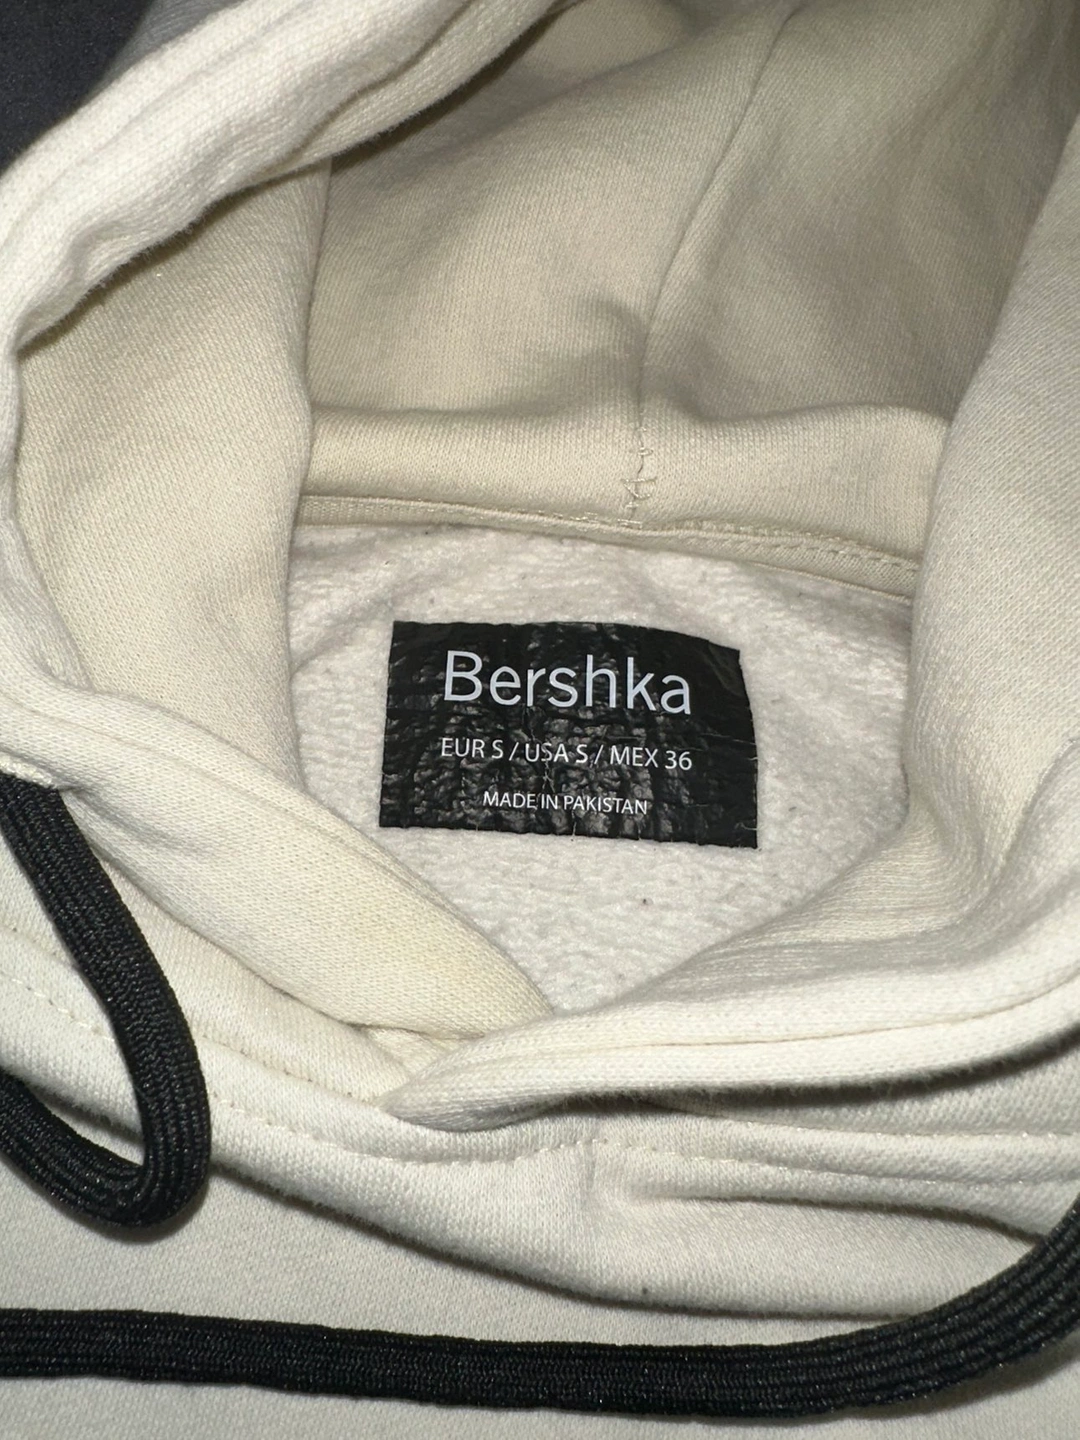 Bershka
EUR S / USA S / MEX 36
MADE IN PAKISTAN